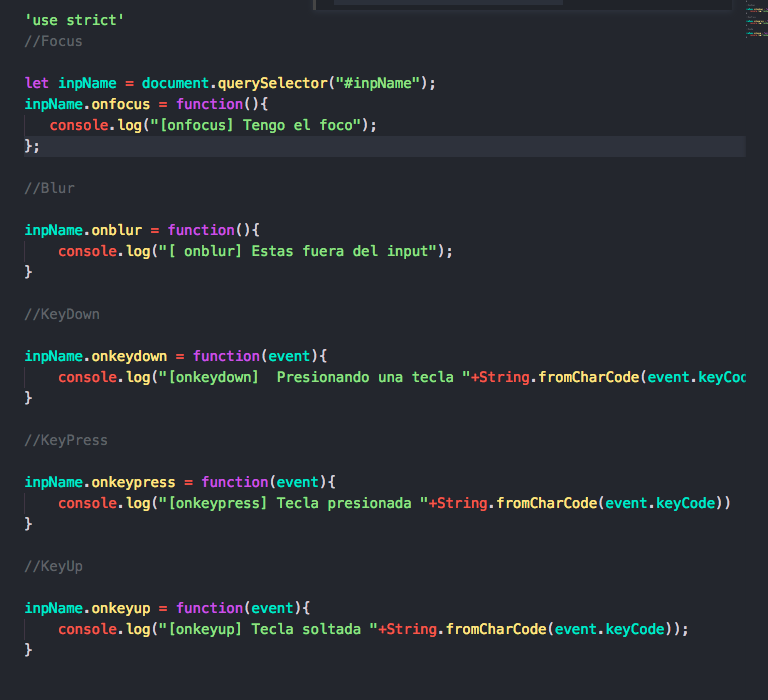 'use strict'
//Focus
let inpName = document.querySelector("#inpName");
inpName.onfocus = function(){
console.log("[onfocus] Tengo el foco");
};
//Blur
inpName.onblur = function(){
console.log("[ onblur] Estas fuera del input");
}
//KeyDown
inpName.onkeydown = function(event){
console.log("[onkeydown]  Presionando una tecla "+String.fromCharCode(event.keyCod
}
//KeyPress
inpName.onkeypress = function(event){
console.log("[onkeypress] Tecla presionada "+String.fromCharCode(event.keyCode))
}
//KeyUp
inpName.onkeyup = function(event){
console.log("[onkeyup] Tecla soltada "+String.fromCharCode(event.keyCode));
}